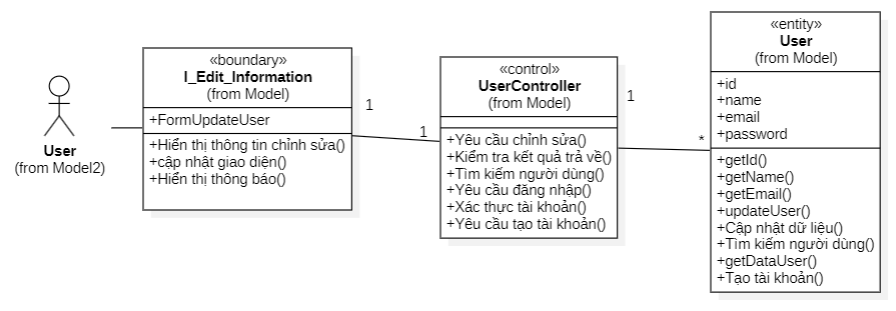 User
(from Model2)
«boundary»
I_Edit_Information
(from Model)
+FormUpdateUser
+Hiển thị thông tin chỉnh sửa()
+cập nhật giao diện()
+Hiển thị thông báo()
1
1
«control»
UserController
(from Model)
+Yêu cầu chỉnh sửa()
+Kiểm tra kết quả trả về()
+Tìm kiếm người dùng()
+Yêu cầu đăng nhập()
+Xác thực tài khoản()
+Yêu cầu tạo tài khoản()
1
*
«entity»
User
(from Model)
+id
+name
+email
+password
+getId()
+getName()
+getEmail()
+updateUser()
+Cập nhật dữ liệu()
+Tìm kiếm người dùng()
+getDataUser()
+Tạo tài khoản()